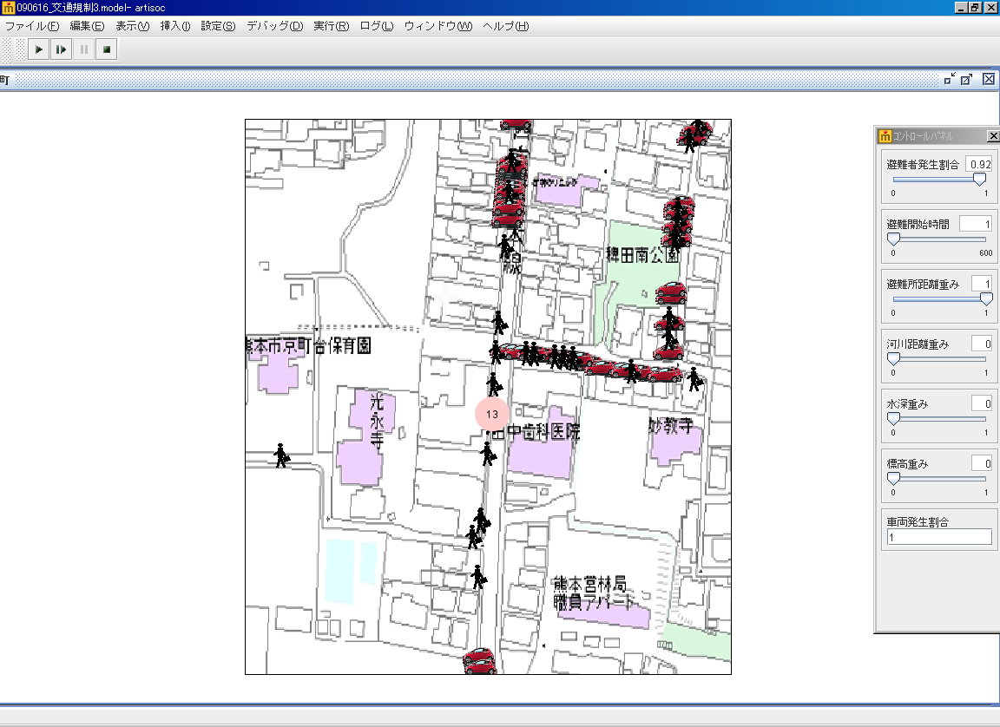 090616_交通規制3.model- artisoc
ファイル(F) 編集(E) 表示(V) 挿入(I) 設定(S) デバッグ(D) 実行(R) ログ(L) ウィンドウ(W) ヘルプ(H)
町
コントロールパネル
避難者発生割合 0.92
0 1
避難開始時間 1
0 600
避難所距離重み 1
0 1
河川距離重み 0
0 1
水深重み 0
0 1
標高重み 0
0 1
車両発生割合
1
稗田南公園
線
熊本市京町台保育園
光永寺
13
田中歯科医院
妙教寺
熊本営林局
職員アパート